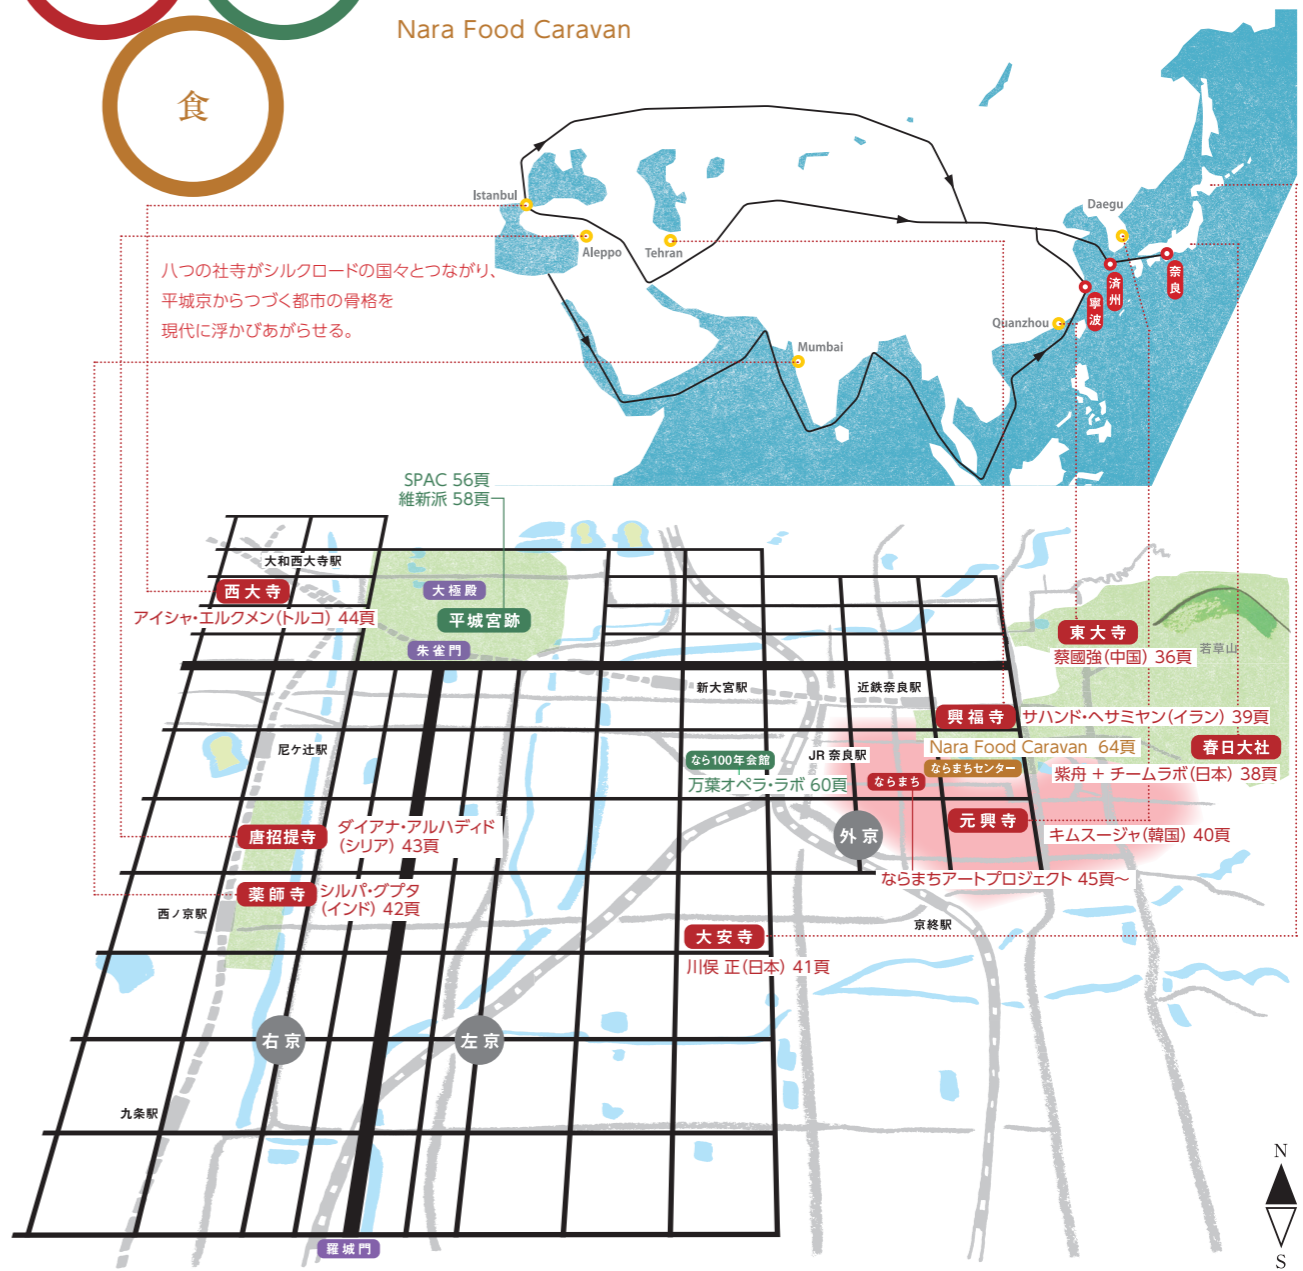 Nara Food Caravan
食
Istanbul
Aleppo
Tehran
Daegu
奈良
済州
寧波
Quanzhou
Mumbai
八つの社寺がシルクロードの国々とつながり、
平城京からつづく都市の骨格を
現代に浮かびあがらせる。
SPAC 56頁
維新派 58頁
大和西大寺駅
西大寺
アイシャ・エルクメン(トルコ) 44頁
大極殿
平城宮跡
朱雀門
東大寺
蔡國強(中国) 36頁
若草山
新大宮駅
近鉄奈良駅
興福寺
サハンド・ヘサミヤン(イラン) 39頁
尼ケ辻駅
なら100年会館
万葉オペラ・ラボ 60頁
JR 奈良駅
Nara Food Caravan 64頁
ならまちセンター
春日大社
紫舟 + チームラボ(日本) 38頁
ならまち
元興寺
キムスージャ(韓国) 40頁
外京
唐招提寺
ダイアナ・アルハディド
(シリア) 43頁
薬師寺
シルパ・グプタ
(インド) 42頁
ならまちアートプロジェクト 45頁〜
西ノ京駅
京終駅
大安寺
川俣 正(日本) 41頁
右京
左京
九条駅
羅城門
N
S